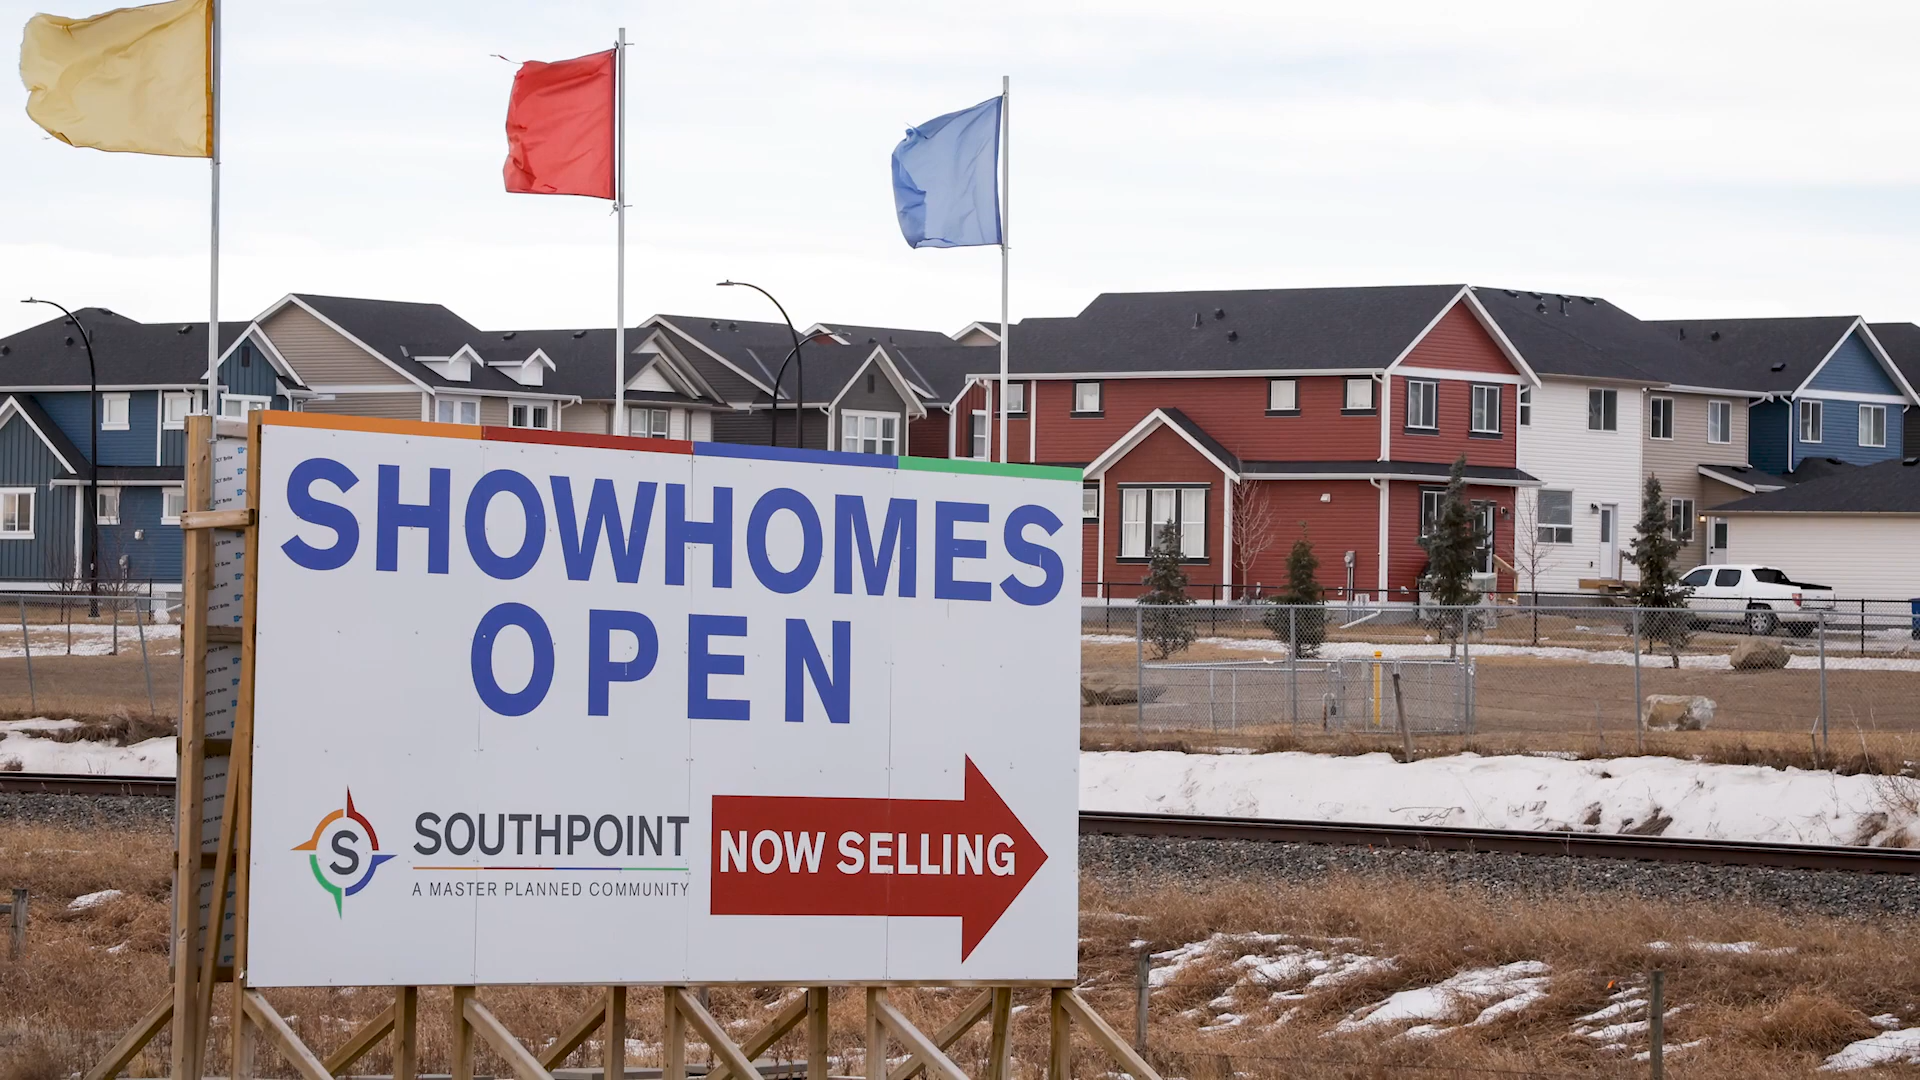 SHOWHOMES
OPEN
S
SOUTHPOINT
A MASTER PLANNED COMMUNITY
NOW SELLING